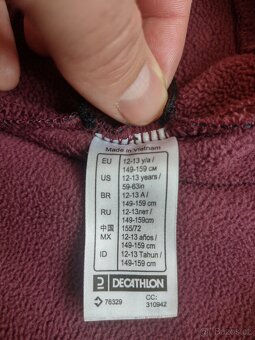 Made in Vietnam
EU 12-13 y/a /
149-159 см
US 12-13 years /
59-63in
BR 12-13 A /
149-159 cm
RU 12-13лет /
149-159cm
中国 155/72
MX 12-13 años /
149-159 cm
ID 12-13 Tahun /
149-159 cm
DECATHLON
76329 CC:
310942